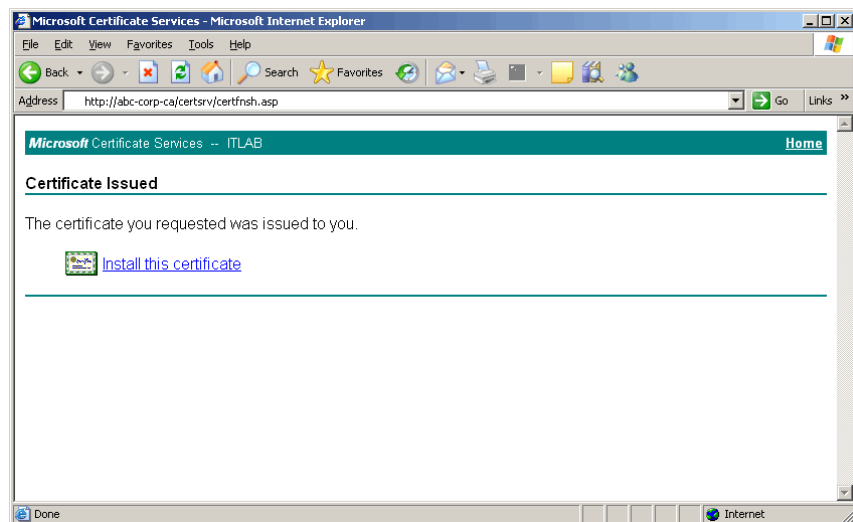 Microsoft Certificate Services - Microsoft Internet Explorer
File Edit View Favorites Tools Help
Back Search Favorites
Address http://abc-corp-ca/certsrv/certfnsh.asp Go Links »
Microsoft Certificate Services -- ITLAB Home
Certificate Issued
The certificate you requested was issued to you.
Install this certificate
Done Internet